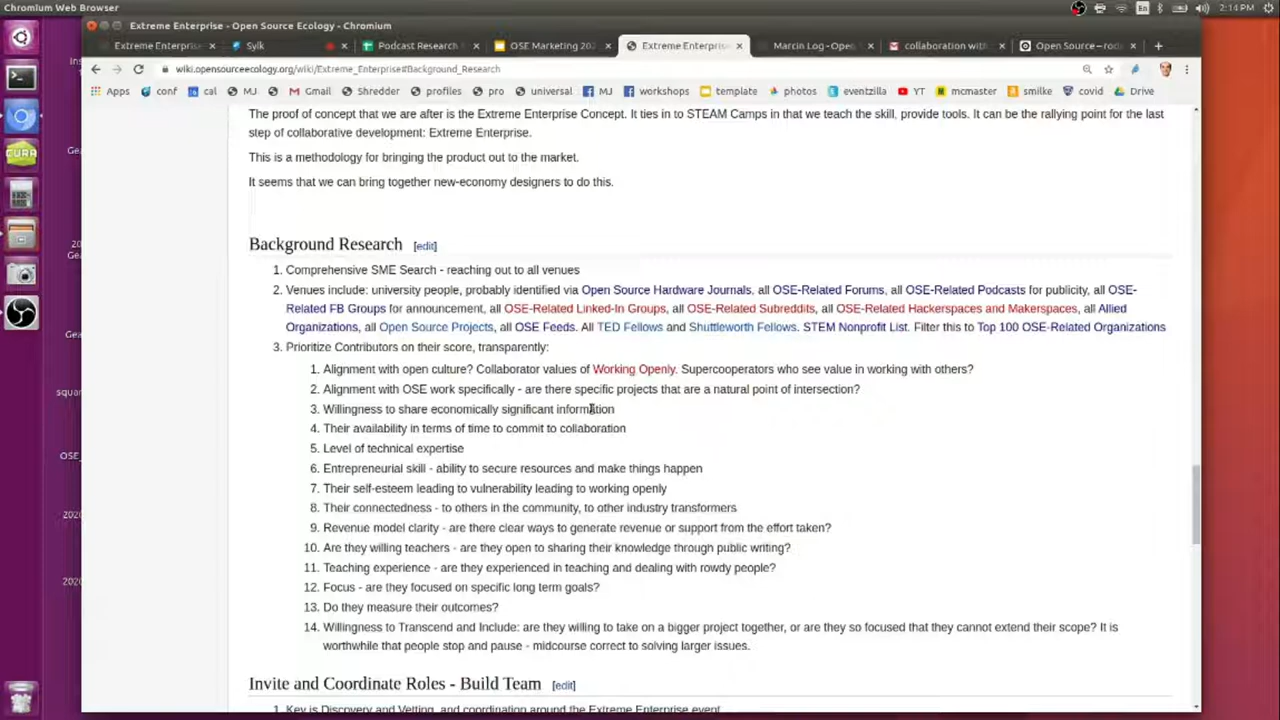 Chromium Web Browser
En
2:14 PM
Extreme Enterprise - Open Source Ecology - Chromium
Extreme Enterprise
Sylk
Podcast Research
OSE Marketing 202
Extreme Enterprise
Marcin Log - Open
collaboration with
Open Source – rod
wiki.opensourceecology.org/wiki/Extreme_Enterprise#Background_Research
Apps conf cal MJ Gmail Shredder profiles pro universal MJ workshops template photos eventzilla YT mcmaster smilke covid Drive
The proof of concept that we are after is the Extreme Enterprise Concept. It ties in to STEAM Camps in that we teach the skill, provide tools. It can be the rallying point for the last
step of collaborative development: Extreme Enterprise.
This is a methodology for bringing the product out to the market.
It seems that we can bring together new-economy designers to do this.
Background Research [edit]
1. Comprehensive SME Search - reaching out to all venues
2. Venues include: university people, probably identified via Open Source Hardware Journals, all OSE-Related Forums, all OSE-Related Podcasts for publicity, all OSE-
Related FB Groups for announcement, all OSE-Related Linked-In Groups, all OSE-Related Subreddits, all OSE-Related Hackerspaces and Makerspaces, all Allied
Organizations, all Open Source Projects, all OSE Feeds. All TED Fellows and Shuttleworth Fellows. STEM Nonprofit List. Filter this to Top 100 OSE-Related Organizations
3. Prioritize Contributors on their score, transparently:
1. Alignment with open culture? Collaborator values of Working Openly. Supercooperators who see value in working with others?
2. Alignment with OSE work specifically - are there specific projects that are a natural point of intersection?
3. Willingness to share economically significant information
4. Their availability in terms of time to commit to collaboration
5. Level of technical expertise
6. Entrepreneurial skill - ability to secure resources and make things happen
7. Their self-esteem leading to vulnerability leading to working openly
8. Their connectedness - to others in the community, to other industry transformers
9. Revenue model clarity - are there clear ways to generate revenue or support from the effort taken?
10. Are they willing teachers - are they open to sharing their knowledge through public writing?
11. Teaching experience - are they experienced in teaching and dealing with rowdy people?
12. Focus - are they focused on specific long term goals?
13. Do they measure their outcomes?
14. Willingness to Transcend and Include: are they willing to take on a bigger project together, or are they so focused that they cannot extend their scope? It is
worthwhile that people stop and pause - midcourse correct to solving larger issues.
Invite and Coordinate Roles - Build Team [edit]
1. Key is Discovery and Vetting, and coordination around the Extreme Enterprise event